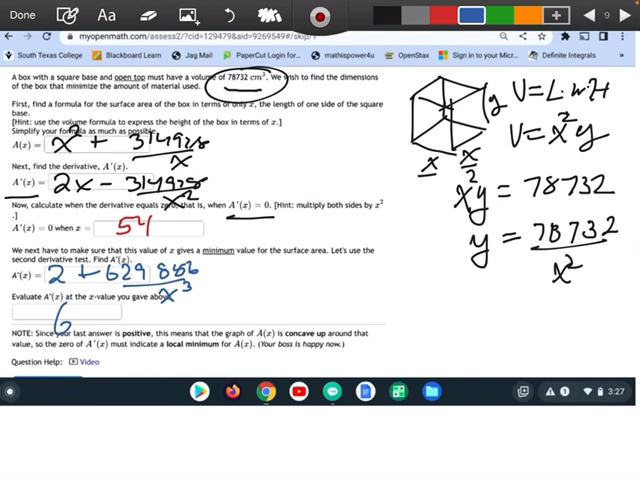 Done
9
myopenmath.com/assess2/?cid=129479&aid=9269549#/skip/1
South Texas College
Blackboard Learn
Jag Mail
PaperCut Login for...
mathispower4u
openstax
Sign in to your Micros...
Definite Integrals
A box with a square base and open top must have a volume of 78732 cm³. We wish to find the dimensions
of the box that minimize the amount of material used.
First, find a formula for the surface area of the box in terms of only x, the length of one side of the square
base.
[Hint: use the volume formula to express the height of the box in terms of x.]
Simplify your formula as much as possible.
A(x) = x² + 314928/x
Next, find the derivative, A'(x).
A'(x) = 2x - 314928/x²
Now, calculate when the derivative equals zero, that is, when A'(x) = 0. [Hint: multiply both sides by x²
.]
A'(x) = 0 when x = 54
We next have to make sure that this value of x gives a minimum value for the surface area. Let's use the
second derivative test. Find A"(x).
A"(x) = 2 + 629 856/x³
Evaluate A"(x) at the x-value you gave above.
6
NOTE: Since your last answer is positive, this means that the graph of A(x) is concave up around that
value, so the zero of A'(x) must indicate a local minimum for A(x). (Your boss is happy now.)
Question Help: Video
y
x
x
V = L·W·H
V = x² y
x² y = 78732
y = 78732/x²
3:27